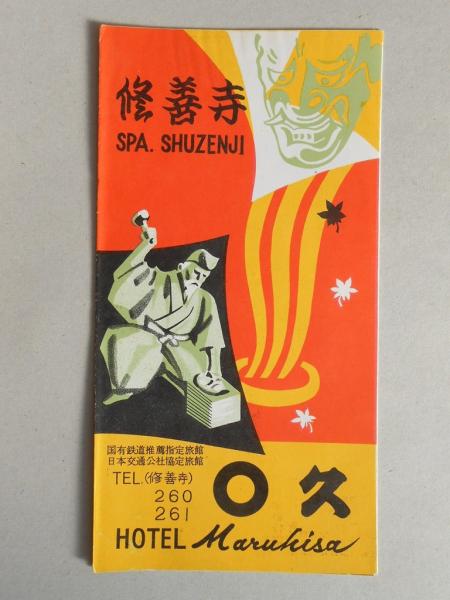 修善寺
SPA. SHUZENJI
国有鉄道推薦指定旅館
日本交通公社協定旅館
TEL.(修善寺)
260
261
〇久
HOTEL Maruhisa